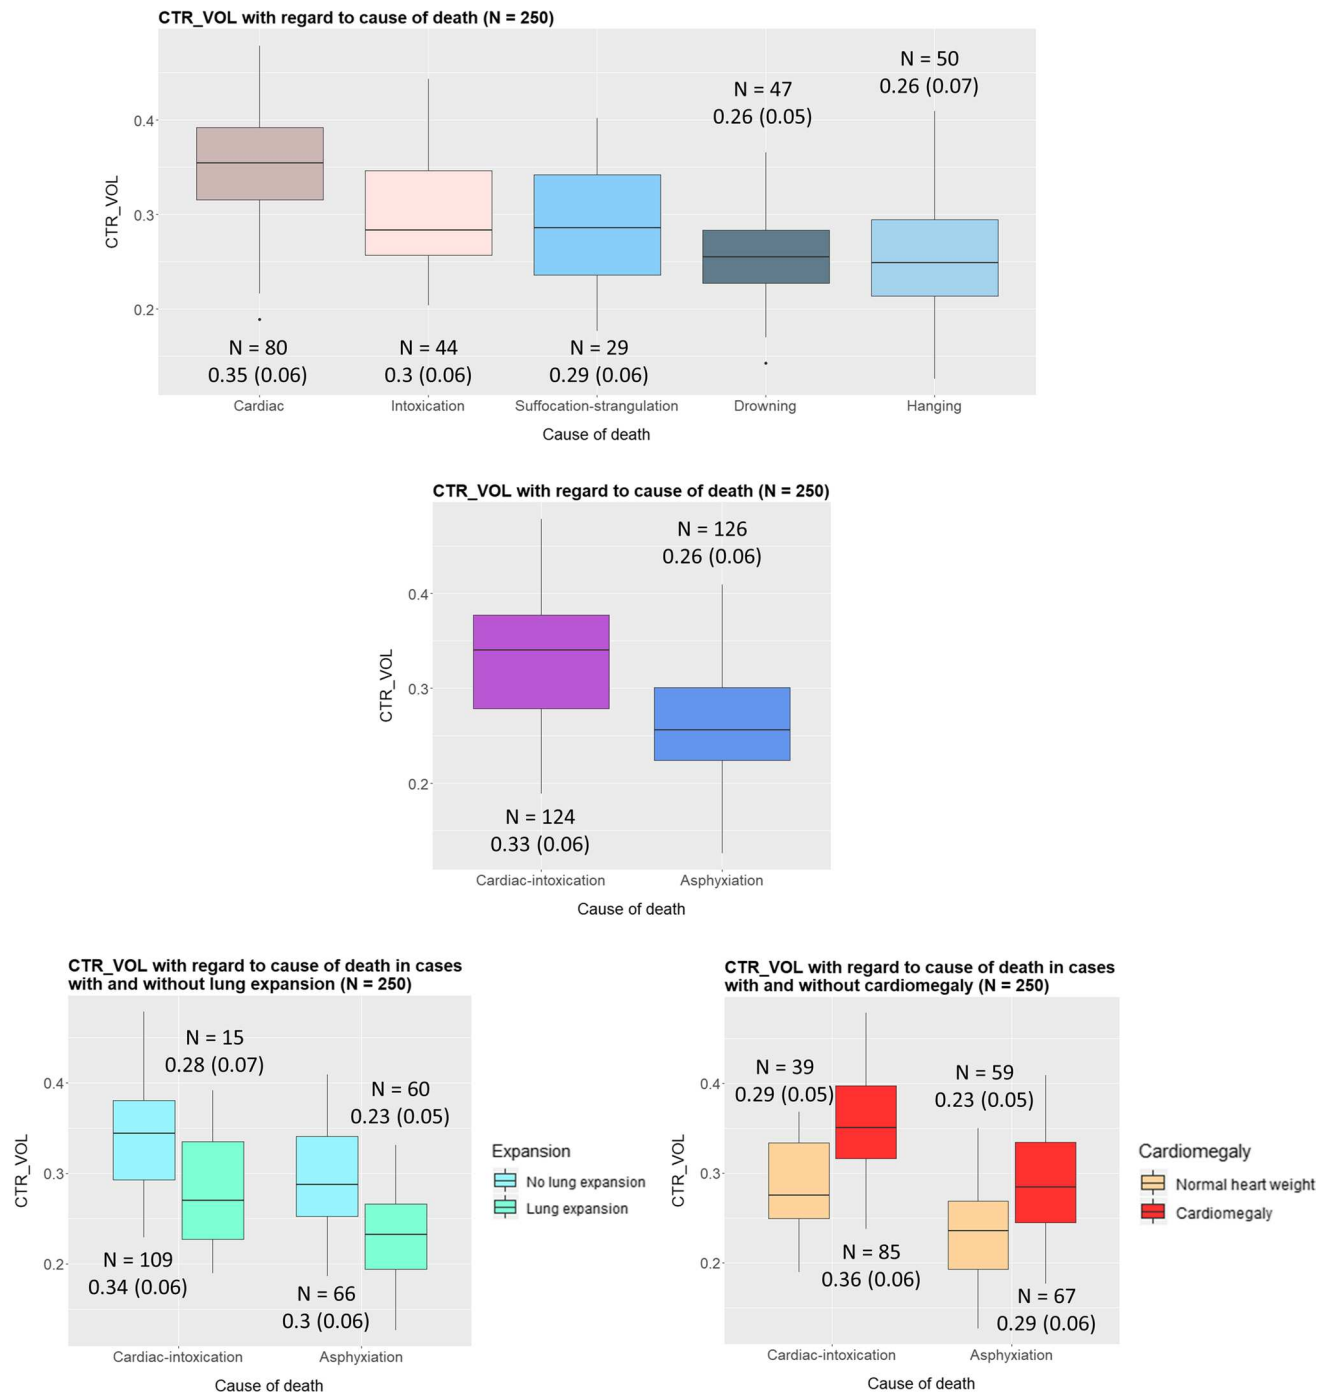 CTR_VOL with regard to cause of death (N = 250)
N = 50
0.26 (0.07)
N = 47
0.26 (0.05)
0.4
0.3
0.2
CTR_VOL
N = 80
0.35 (0.06)
N = 44
0.3 (0.06)
N = 29
0.29 (0.06)
Cardiac
Intoxication
Suffocation-strangulation
Drowning
Hanging
Cause of death
CTR_VOL with regard to cause of death (N = 250)
N = 126
0.26 (0.06)
0.4
0.3
0.2
CTR_VOL
N = 124
0.33 (0.06)
Cardiac-intoxication
Asphyxiation
Cause of death
CTR_VOL with regard to cause of death in cases
with and without lung expansion (N = 250)
N = 15
0.28 (0.07)
N = 60
0.23 (0.05)
0.4
0.3
0.2
CTR_VOL
N = 109
0.34 (0.06)
N = 66
0.3 (0.06)
Cardiac-intoxication
Asphyxiation
Cause of death
Expansion
No lung expansion
Lung expansion
CTR_VOL with regard to cause of death in cases
with and without cardiomegaly (N = 250)
N = 39
0.29 (0.05)
N = 59
0.23 (0.05)
0.4
0.3
0.2
CTR_VOL
N = 85
0.36 (0.06)
N = 67
0.29 (0.06)
Cardiac-intoxication
Asphyxiation
Cause of death
Cardiomegaly
Normal heart weight
Cardiomegaly